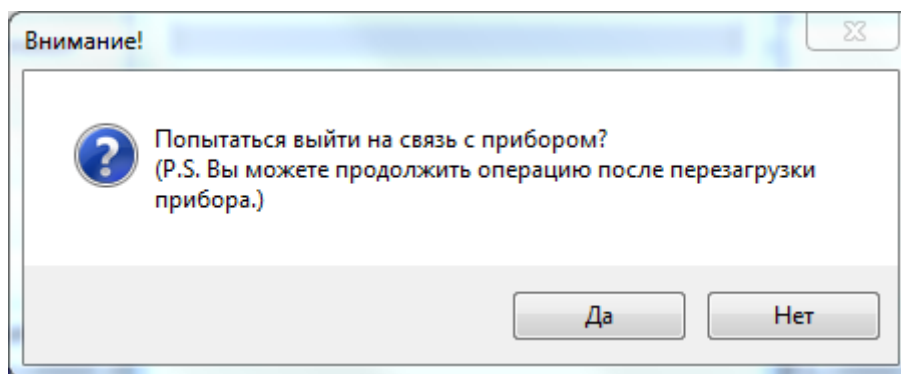 Внимание!
Попытаться выйти на связь с прибором?
(P.S. Вы можете продолжить операцию после перезагрузки
прибора.)
Да
Нет